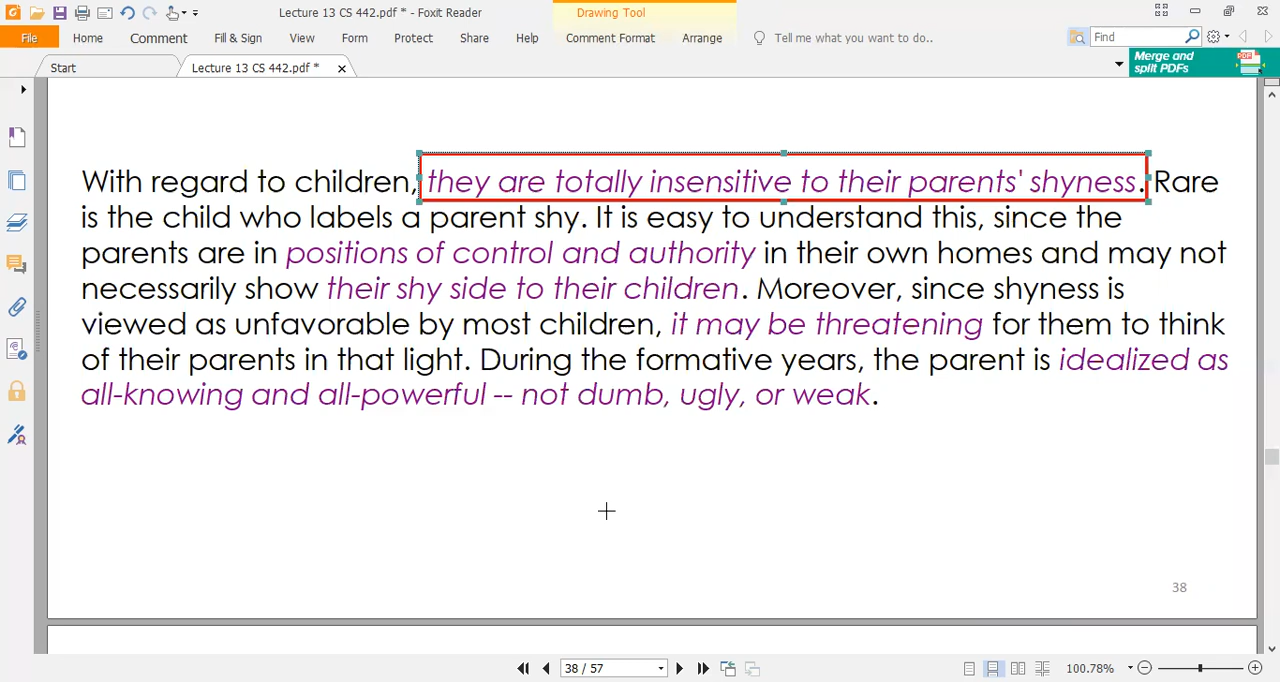 Lecture 13 CS 442.pdf * - Foxit Reader
Drawing Tool
File Home Comment Fill & Sign View Form Protect Share Help Comment Format Arrange Tell me what you want to do.. Find
Start Lecture 13 CS 442.pdf *
Merge and
split PDFs
With regard to children, they are totally insensitive to their parents' shyness. Rare
is the child who labels a parent shy. It is easy to understand this, since the
parents are in positions of control and authority in their own homes and may not
necessarily show their shy side to their children. Moreover, since shyness is
viewed as unfavorable by most children, it may be threatening for them to think
of their parents in that light. During the formative years, the parent is idealized as
all-knowing and all-powerful -- not dumb, ugly, or weak.
38
38 / 57 100.78%